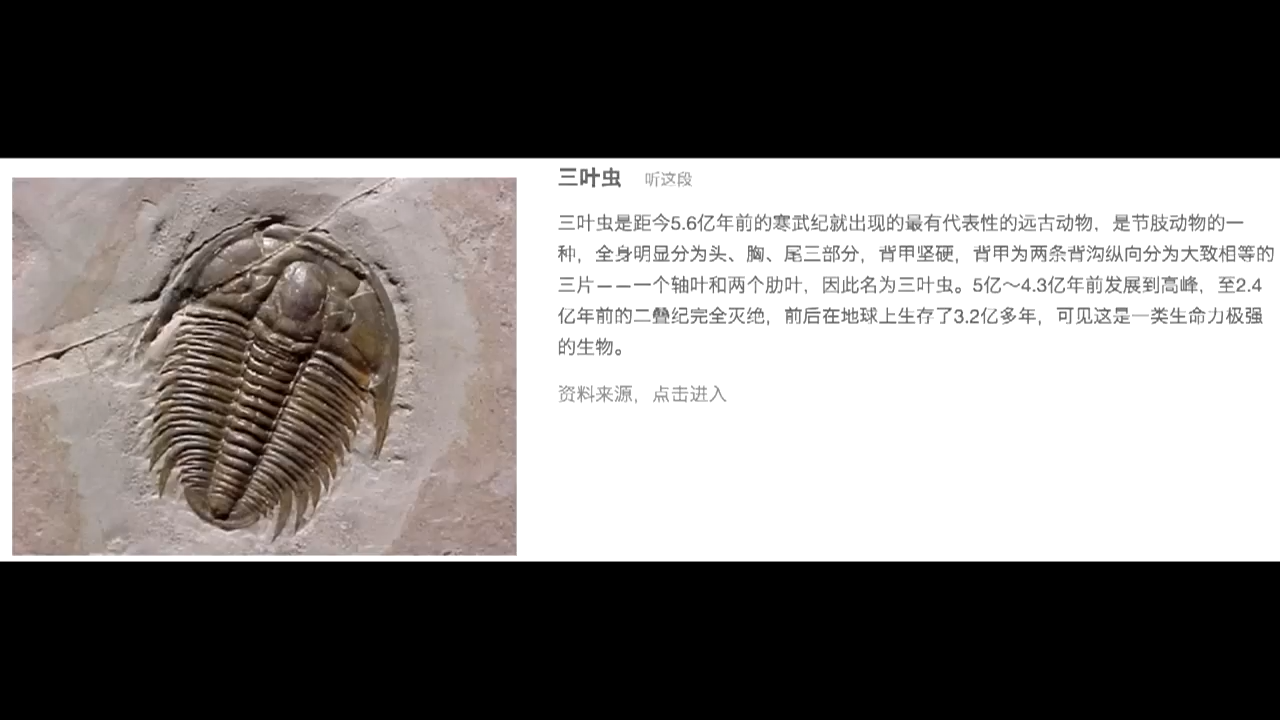 三叶虫 听这段
三叶虫是距今5.6亿年前的寒武纪就出现的最有代表性的远古动物，是节肢动物的一
种，全身明显分为头、胸、尾三部分，背甲坚硬，背甲为两条背沟纵向分为大致相等的
三片——一个轴叶和两个肋叶，因此名为三叶虫。5亿～4.3亿年前发展到高峰，至2.4
亿年前的二叠纪完全灭绝，前后在地球上生存了3.2亿多年，可见这是一类生命力极强
的生物。
资料来源，点击进入